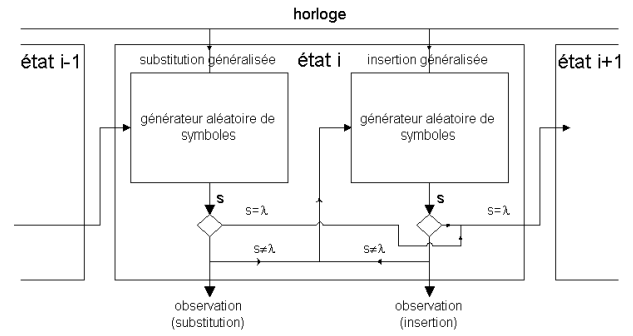 horloge
état i-1
substitution généralisée
état i
insertion généralisée
état i+1
générateur aléatoire de
symboles
générateur aléatoire de
symboles
s
s
s=λ
s=λ
s≠λ
s≠λ
observation
(substitution)
observation
(insertion)